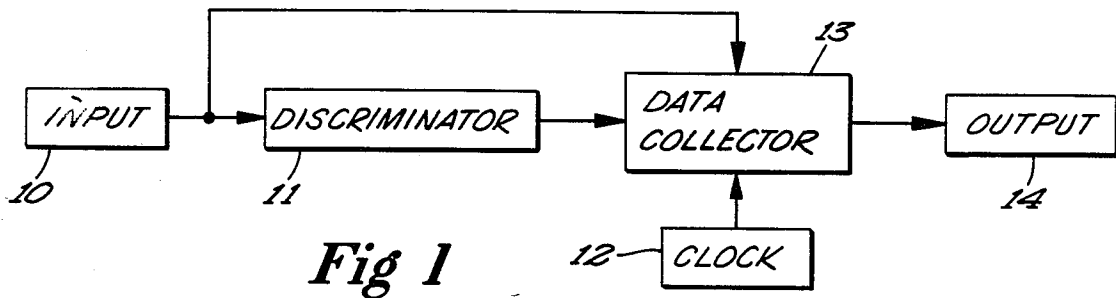 13
INPUT
DISCRIMINATOR
DATA
COLLECTOR
OUTPUT
10
11
14
12
CLOCK
Fig 1